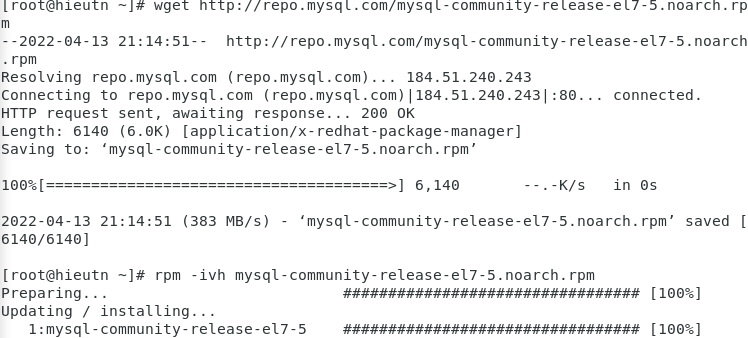 [root@hieutn ~]# wget http://repo.mysql.com/mysql-community-release-el7-5.noarch.rp
m
--2022-04-13 21:14:51--  http://repo.mysql.com/mysql-community-release-el7-5.noarch
.rpm
Resolving repo.mysql.com (repo.mysql.com)... 184.51.240.243
Connecting to repo.mysql.com (repo.mysql.com)|184.51.240.243|:80... connected.
HTTP request sent, awaiting response... 200 OK
Length: 6140 (6.0K) [application/x-redhat-package-manager]
Saving to: ‘mysql-community-release-el7-5.noarch.rpm’
100%[======================================>] 6,140       --.-K/s   in 0s
2022-04-13 21:14:51 (383 MB/s) - ‘mysql-community-release-el7-5.noarch.rpm’ saved [
6140/6140]
[root@hieutn ~]# rpm -ivh mysql-community-release-el7-5.noarch.rpm
Preparing...                          ################################# [100%]
Updating / installing...
   1:mysql-community-release-el7-5    ################################# [100%]